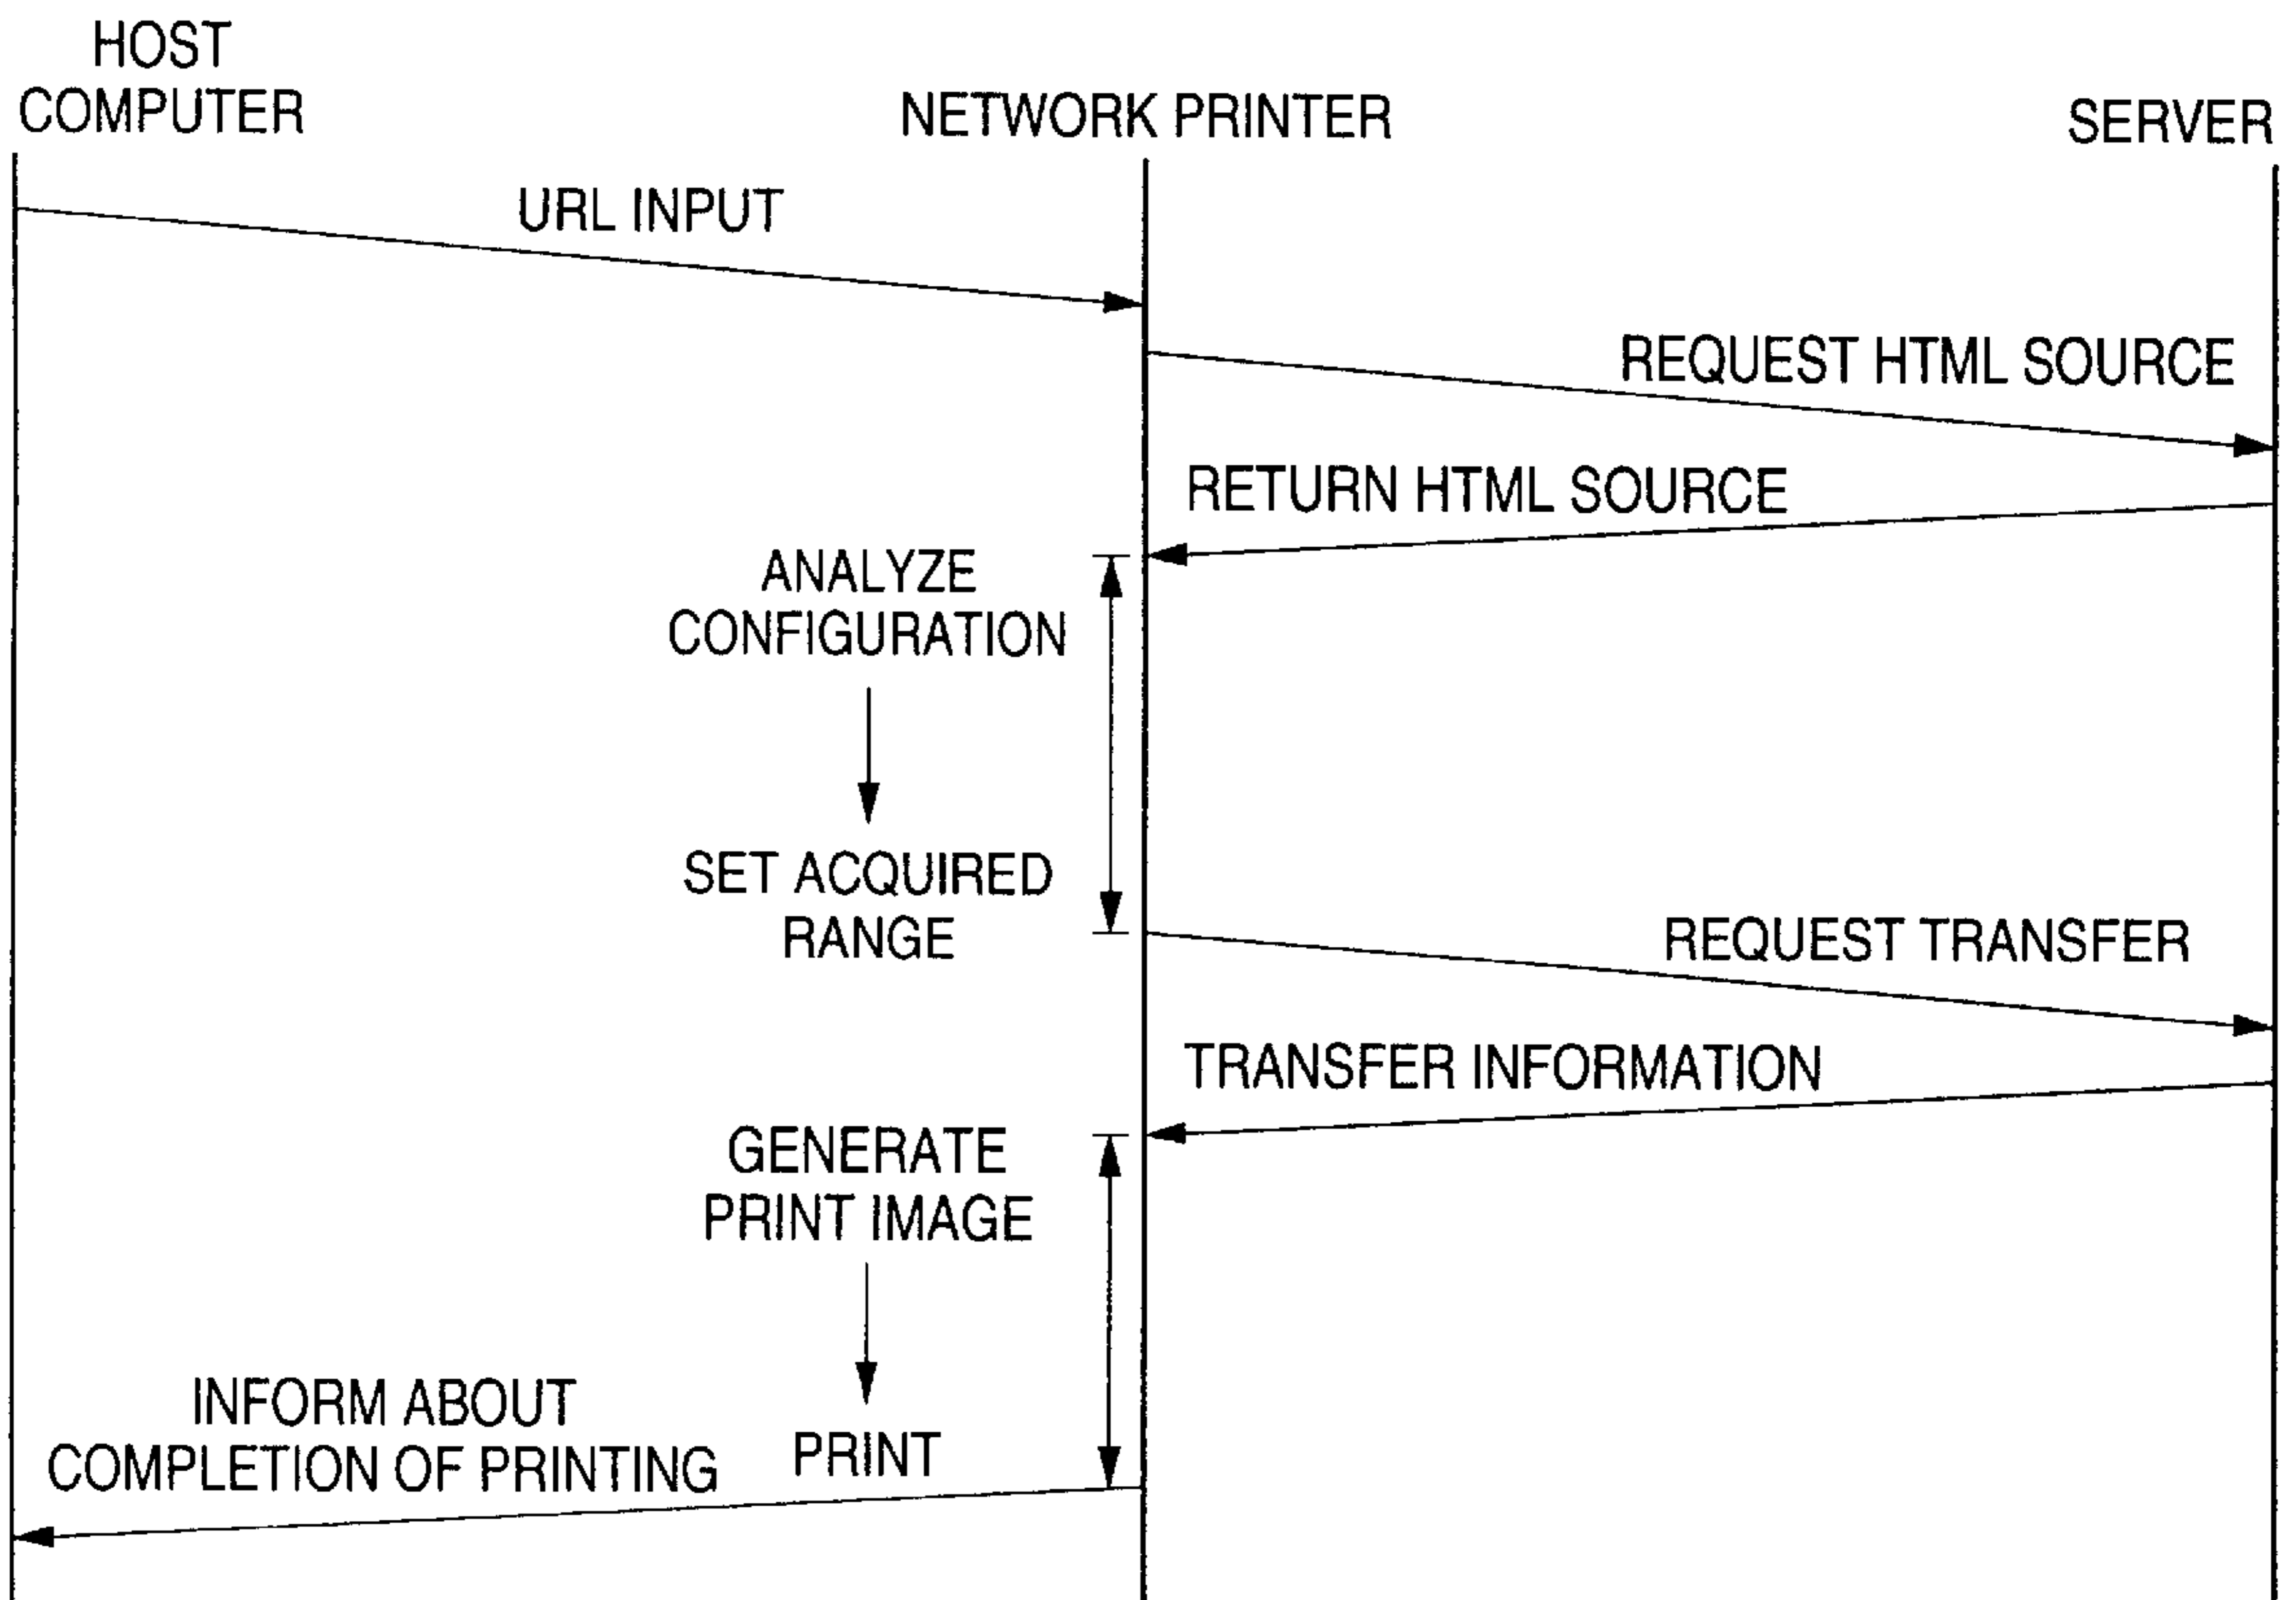 HOST
COMPUTER
NETWORK PRINTER
SERVER
URL INPUT
REQUEST HTML SOURCE
RETURN HTML SOURCE
ANALYZE
CONFIGURATION
SET ACQUIRED
RANGE
REQUEST TRANSFER
TRANSFER INFORMATION
GENERATE
PRINT IMAGE
INFORM ABOUT
COMPLETION OF PRINTING
PRINT